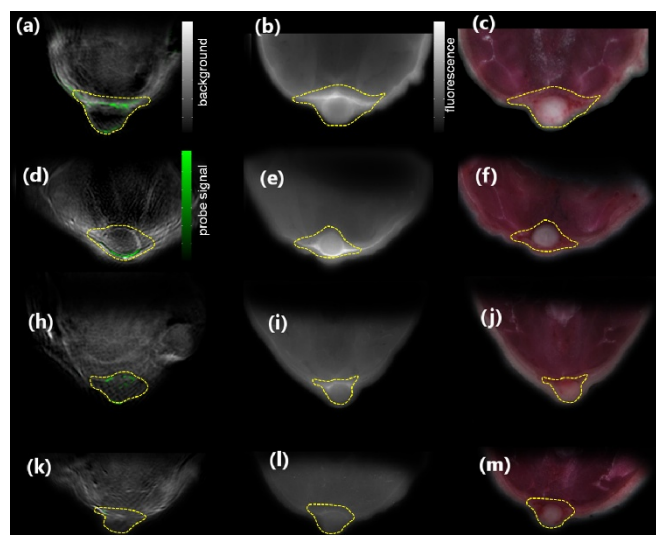 (a)
background
(b)
fluorescence
(c)
(d)
probe signal
(e)
(f)
(h)
(i)
(j)
(k)
(l)
(m)